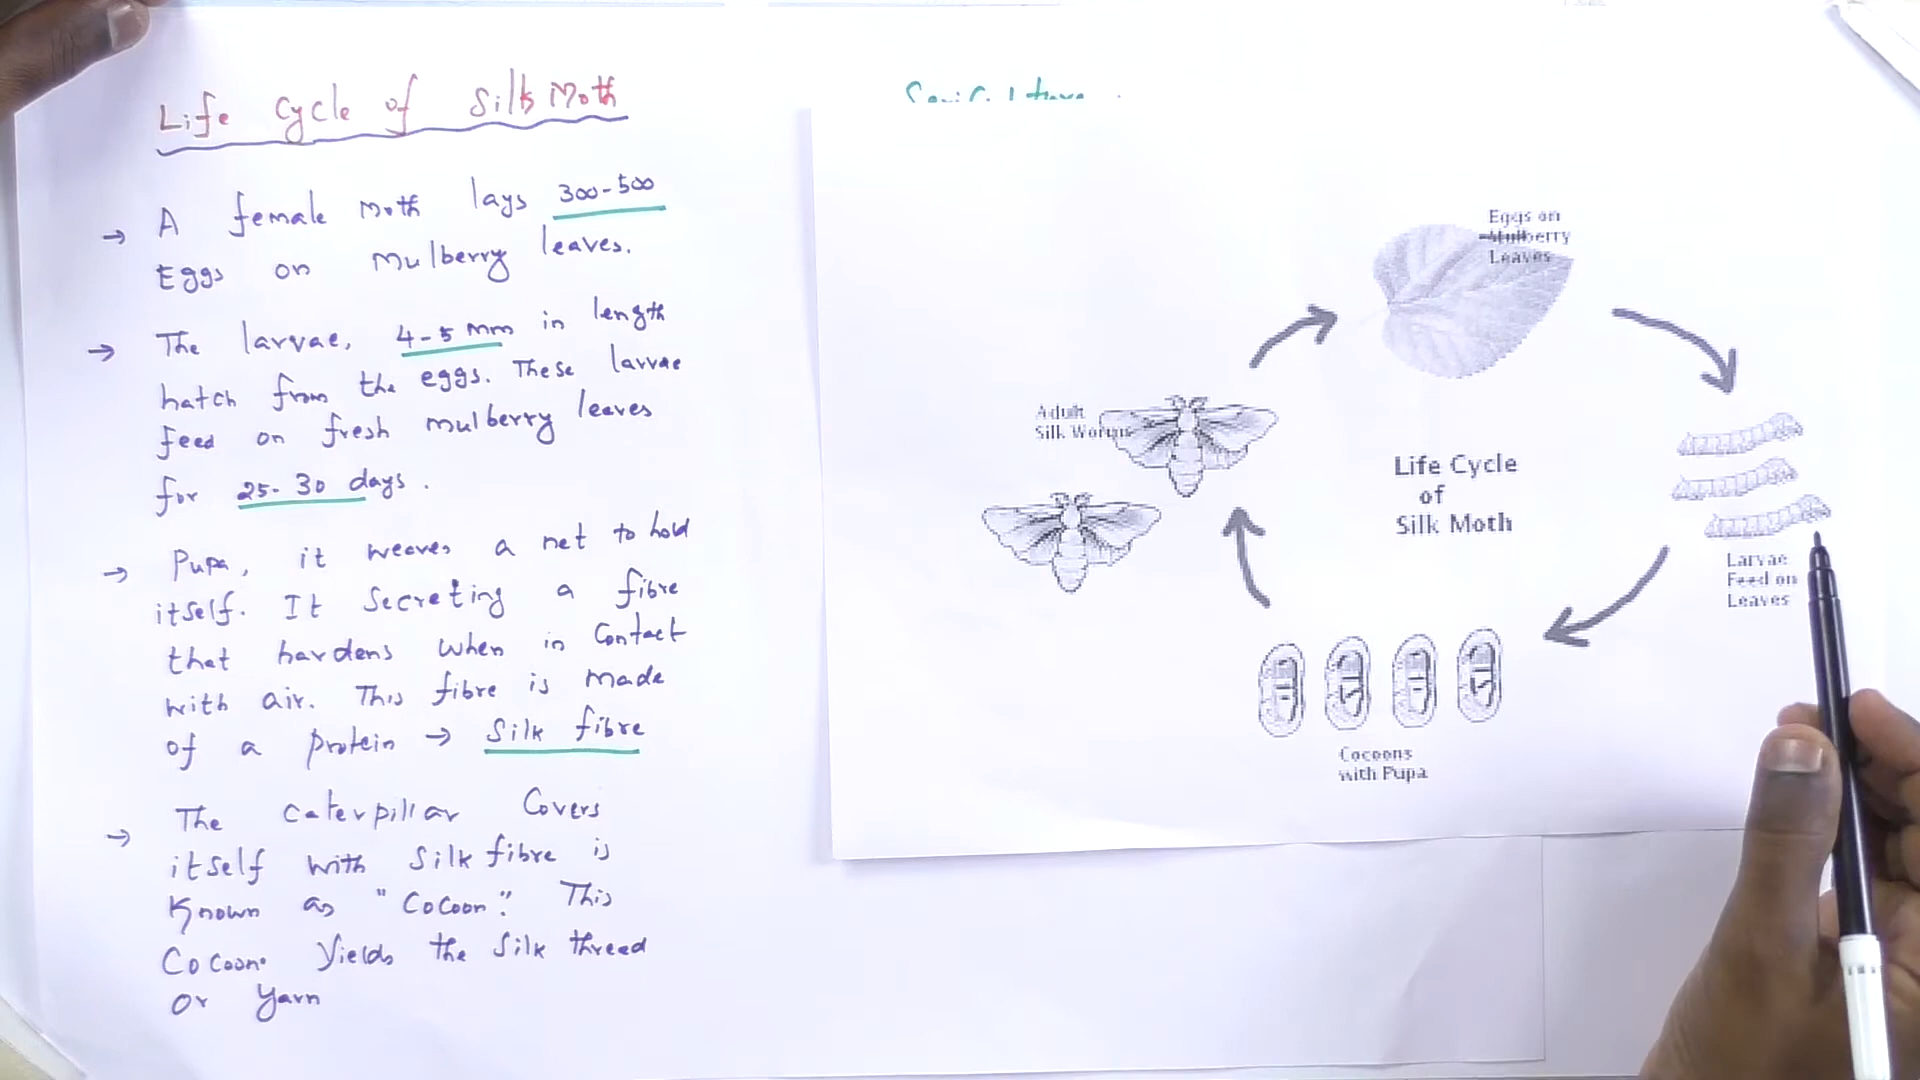 Life Cycle of Silk Moth
→ A female moth lays 300-500
Eggs on mulberry leaves.
→ The larvae, 4-5 mm in length
hatch from the eggs. These larvae
feed on fresh mulberry leaves
for 25-30 days.
→ Pupa, it weaves a net to hold
itself. It secreting a fibre
that hardens when in contact
with air. This fibre is made
of a protein → Silk fibre
→ The caterpillar covers
itself with silk fibre is
known as "Cocoon". This
Cocoon yields the silk thread
or yarn
Eggs on
Mulberry
Leaves
Adult
Silk Worms
Life Cycle
of
Silk Moth
Larvae
Feed on
Leaves
Cocoons
with Pupa